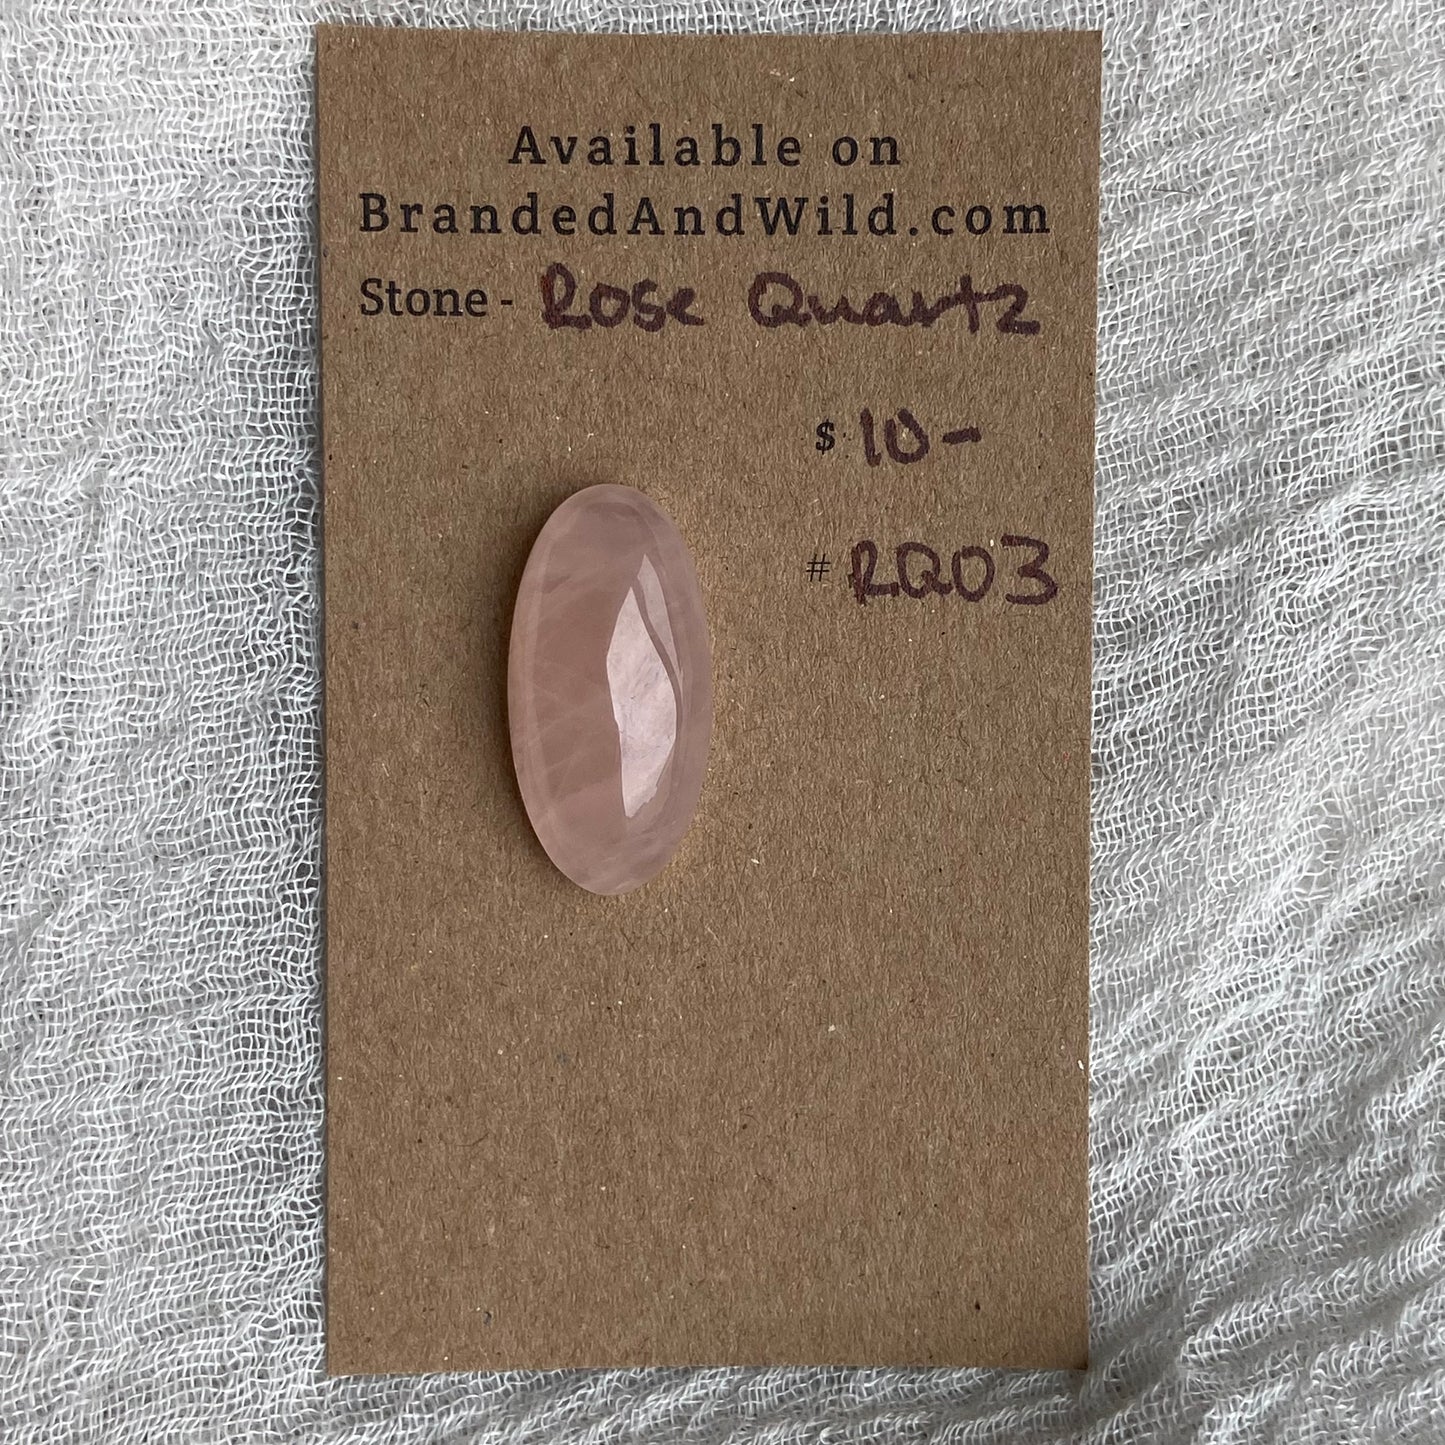 Available on
BrandedAndWild.com
Stone - Rose Quartz
$ 10-
# RQ03